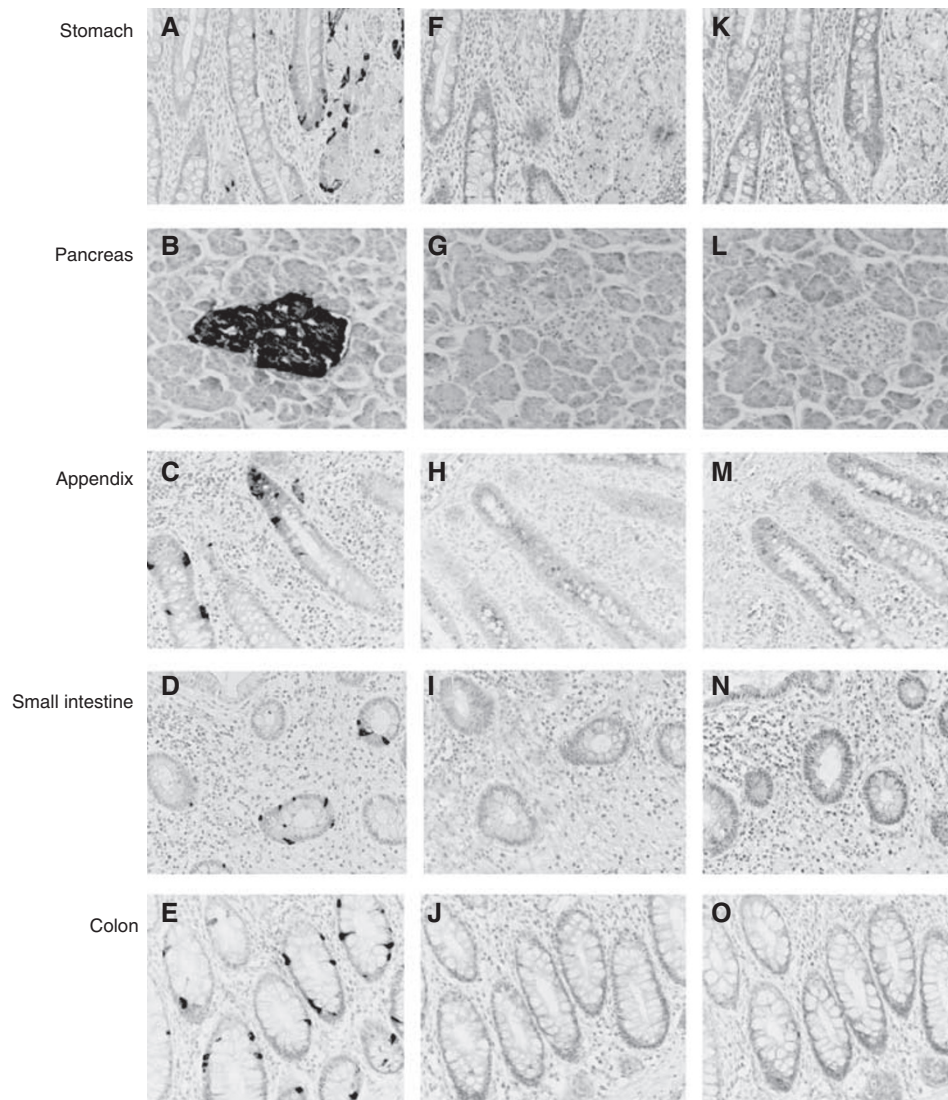 Stomach
A
F
K
Pancreas
B
G
L
Appendix
C
H
M
Small intestine
D
I
N
Colon
E
J
O